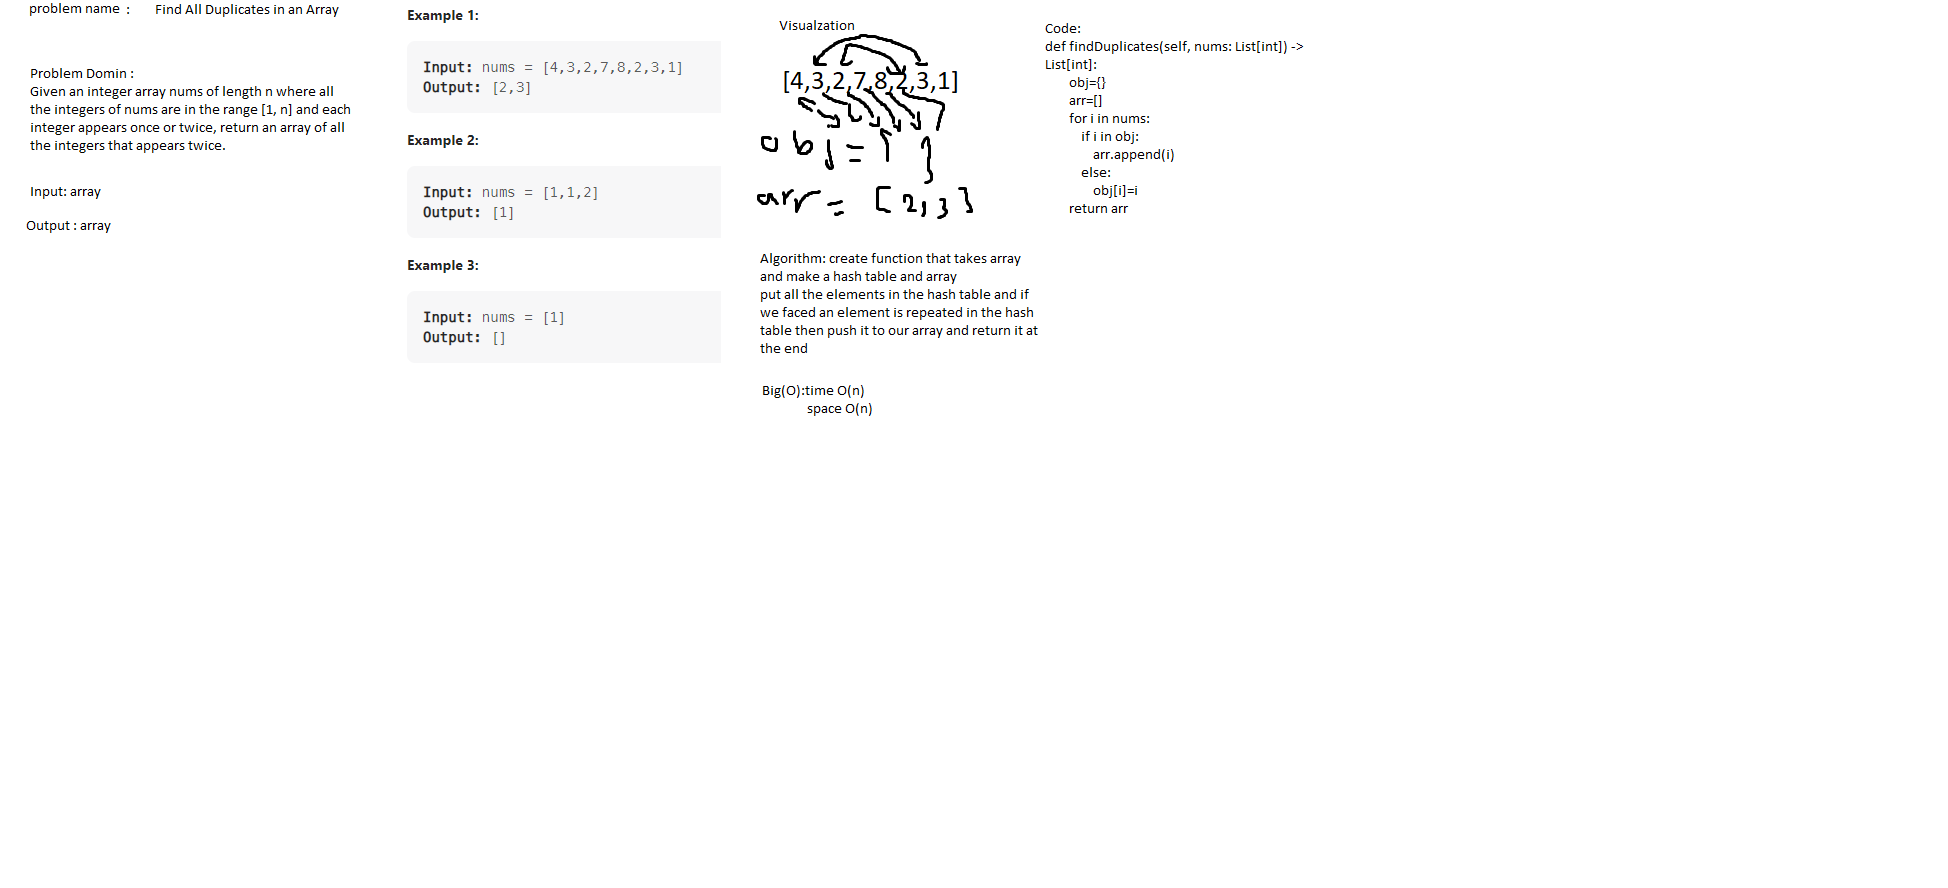 problem name :    Find All Duplicates in an Array
Problem Domin :
Given an integer array nums of length n where all
the integers of nums are in the range [1, n] and each
integer appears once or twice, return an array of all
the integers that appears twice.
Input: array
Output : array
Example 1:
Input: nums = [4,3,2,7,8,2,3,1]
Output: [2,3]
Example 2:
Input: nums = [1,1,2]
Output: [1]
Example 3:
Input: nums = [1]
Output: []
Visualzation
[4,3,2,7,8,2,3,1]
obj={ }
arr = [2,3]
Algorithm: create function that takes array
and make a hash table and array
put all the elements in the hash table and if
we faced an element is repeated in the hash
table then push it to our array and return it at
the end
Big(O):time O(n)
space O(n)
Code:
def findDuplicates(self, nums: List[int]) ->
List[int]:
obj={}
arr=[]
for i in nums:
if i in obj:
arr.append(i)
else:
obj[i]=i
return arr